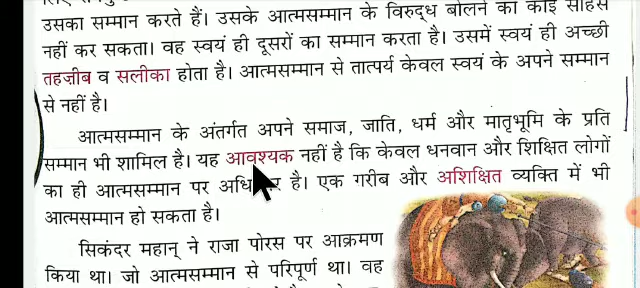 उसका सम्मान करते हैं। उसके आत्मसम्मान के विरुद्ध बोलने का कोई साहस
नहीं कर सकता। वह स्वयं ही दूसरों का सम्मान करता है। उसमें स्वयं ही अच्छी
तहज़ीब व सलीका होता है। आत्मसम्मान से तात्पर्य केवल स्वयं के अपने सम्मान
से नहीं है।
आत्मसम्मान के अंतर्गत अपने समाज, जाति, धर्म और मातृभूमि के प्रति
सम्मान भी शामिल है। यह आवश्यक नहीं है कि केवल धनवान और शिक्षित लोगों
का ही आत्मसम्मान पर है। एक गरीब और अशिक्षित व्यक्ति में भी
आत्मसम्मान हो सकता है।
सिकंदर महान् ने राजा पोरस पर आक्रमण
किया था। जो आत्मसम्मान से परिपूर्ण था। वह